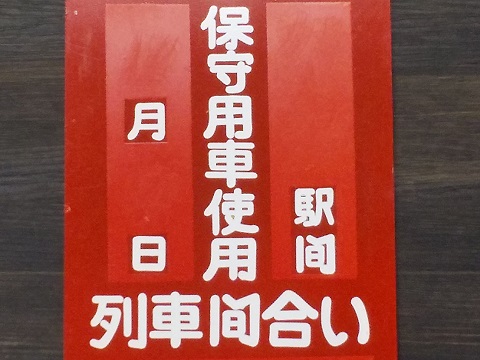 駅間
保守用車使用
月 日
列車間合い